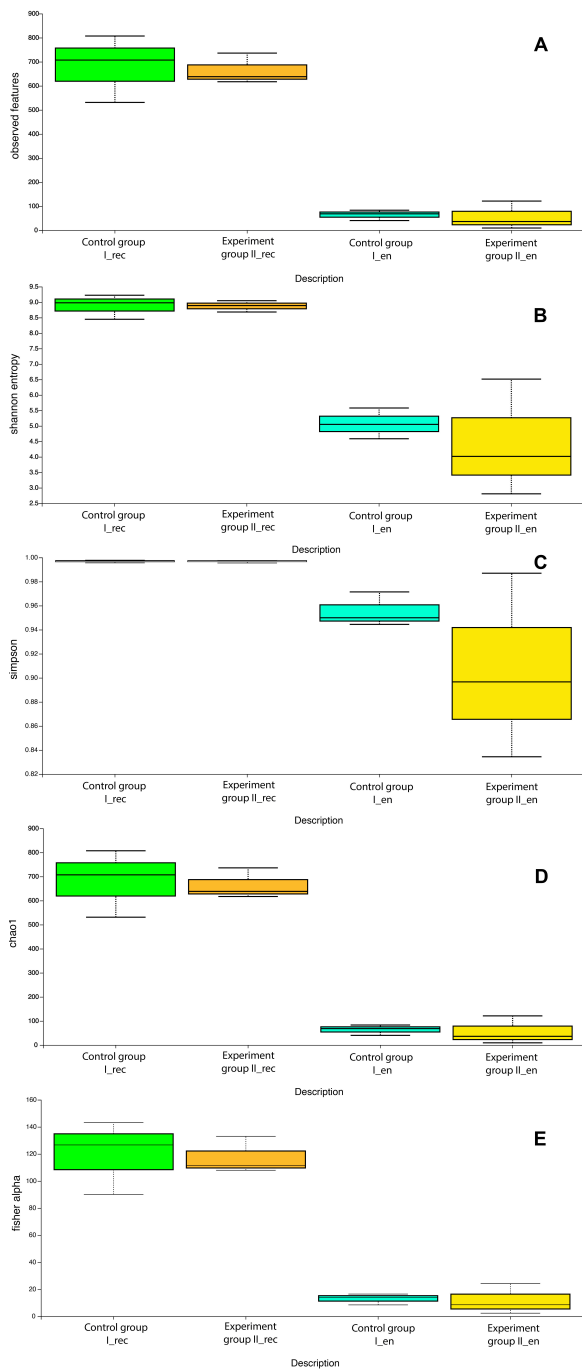 A
observed features
900
800
700
600
500
400
300
200
100
0
Control group
I_rec
Experiment
group II_rec
Control group
I_en
Experiment
group II_en
Description
B
shannon entropy
9.5
9.0
8.5
8.0
7.5
7.0
6.5
6.0
5.5
5.0
4.5
4.0
3.5
3.0
2.5
Control group
I_rec
Experiment
group II_rec
Control group
I_en
Experiment
group II_en
Description
C
simpson
1.00
0.98
0.96
0.94
0.92
0.90
0.88
0.86
0.84
0.82
Control group
I_rec
Experiment
group II_rec
Control group
I_en
Experiment
group II_en
Description
D
chao1
900
800
700
600
500
400
300
200
100
0
Control group
I_rec
Experiment
group II_rec
Control group
I_en
Experiment
group II_en
Description
E
fisher alpha
160
140
120
100
80
60
40
20
0
Control group
I_rec
Experiment
group II_rec
Control group
I_en
Experiment
group II_en
Description